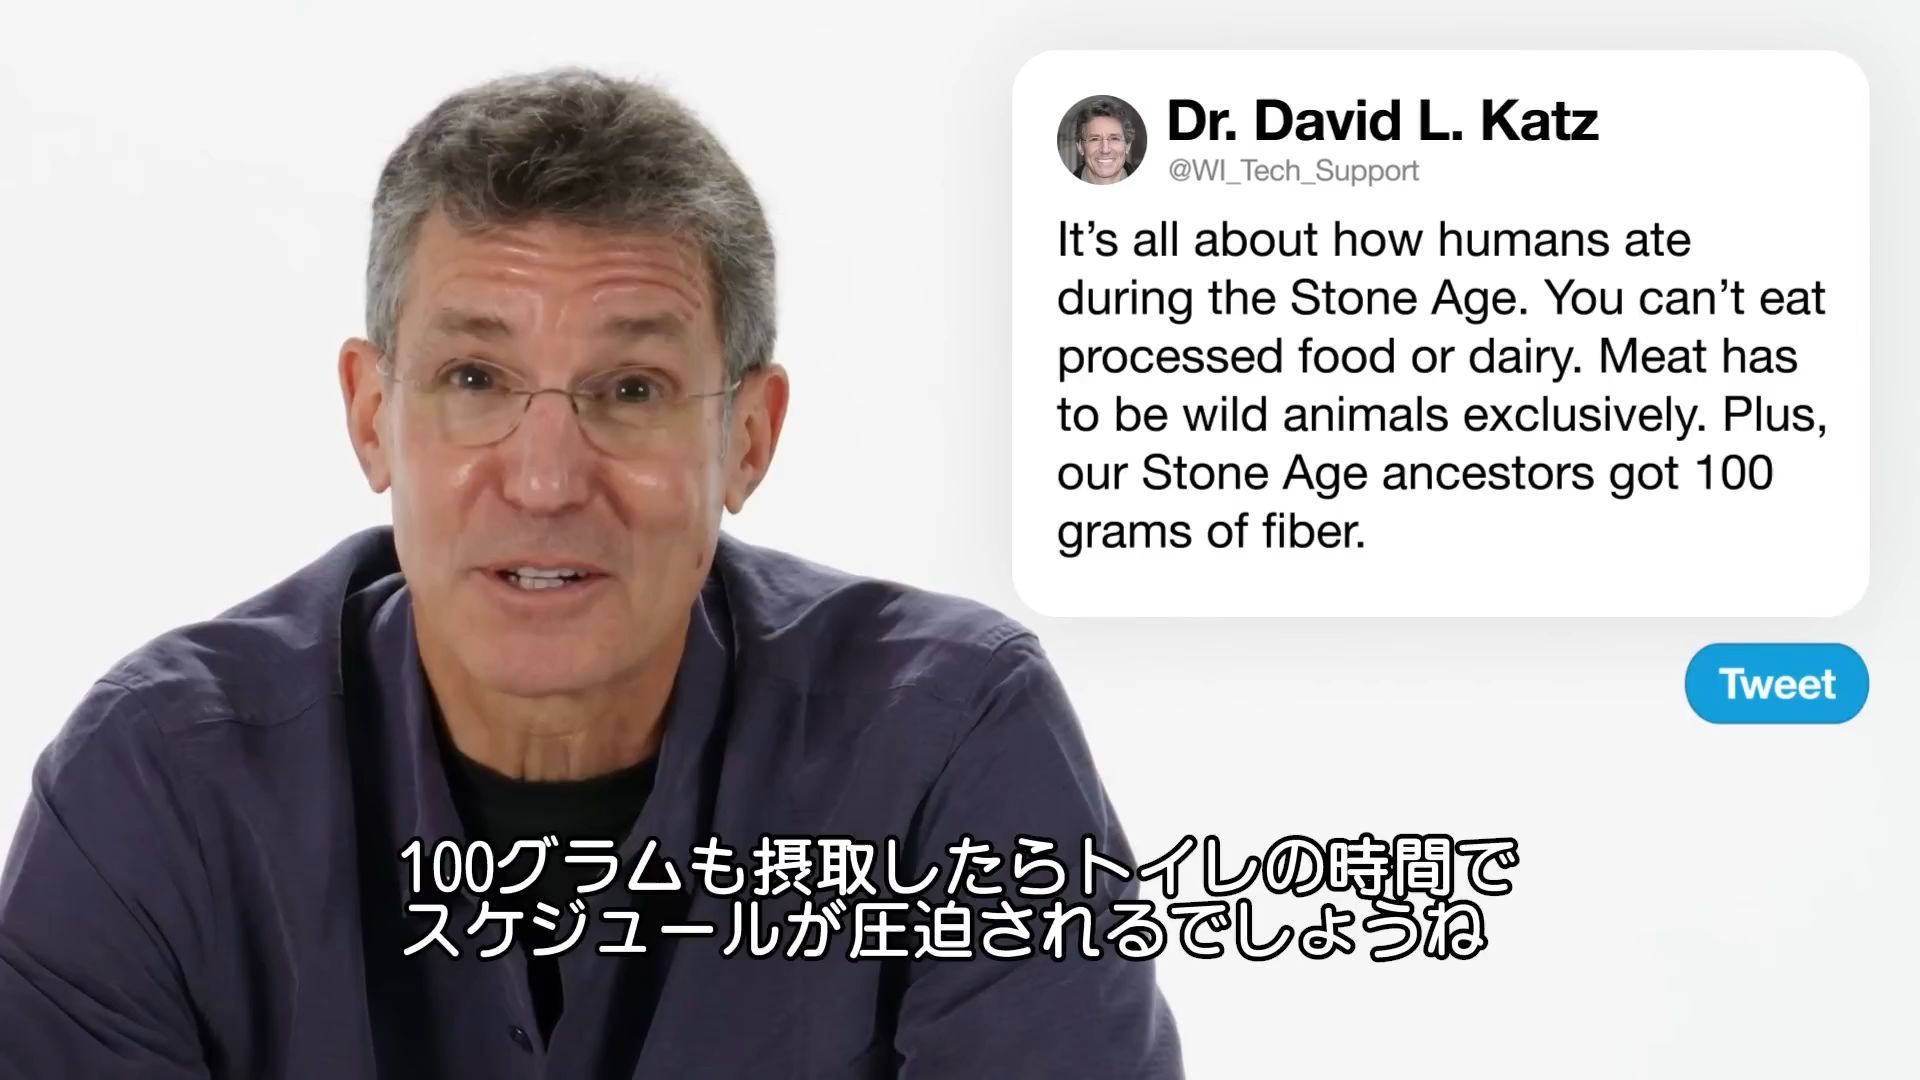 Dr. David L. Katz
@WI_Tech_Support
It’s all about how humans ate
during the Stone Age. You can’t eat
processed food or dairy. Meat has
to be wild animals exclusively. Plus,
our Stone Age ancestors got 100
grams of fiber.
Tweet
100グラムも摂取したらトイレの時間で
スケジュールが圧迫されるでしょうね